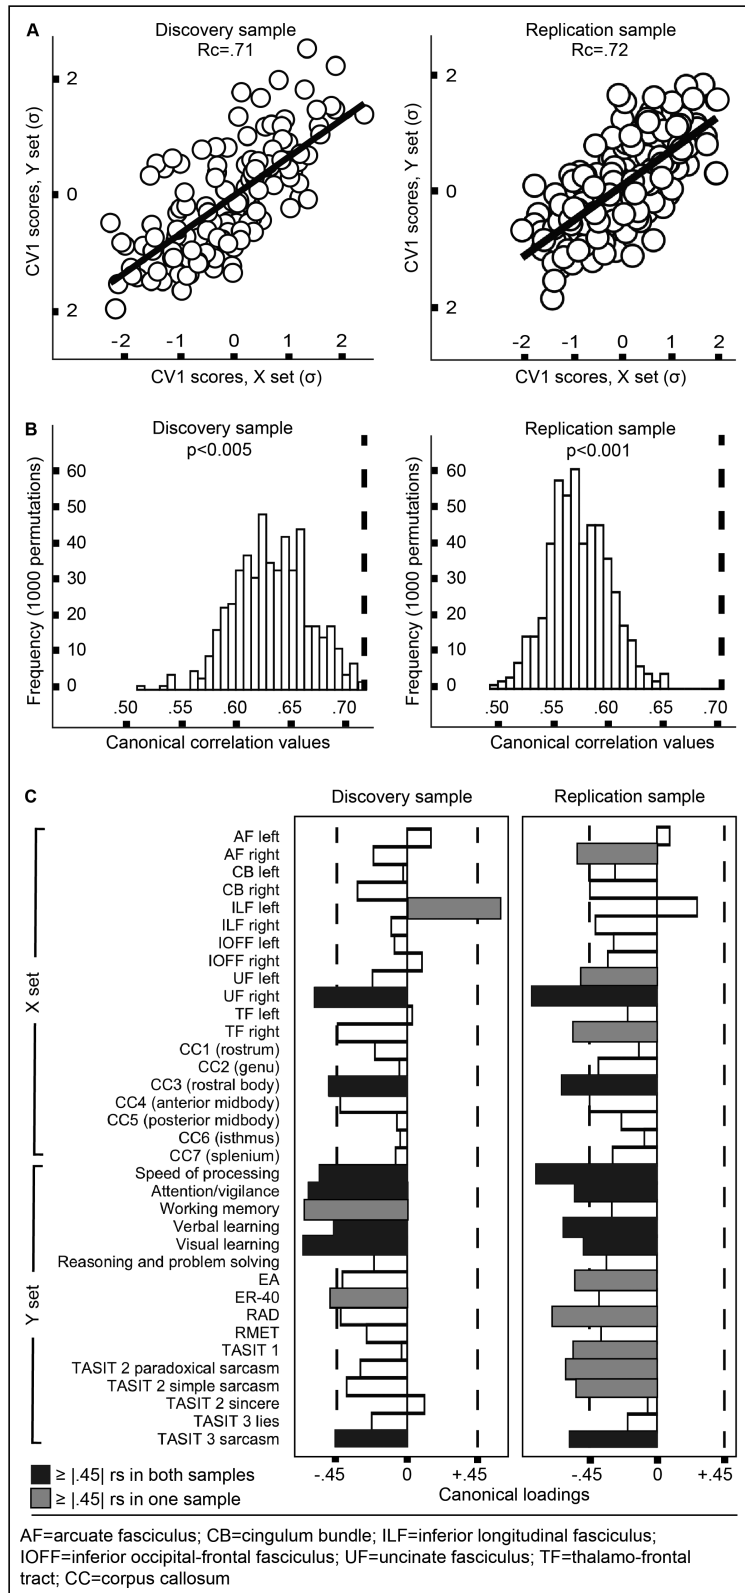 A
Discovery sample
Rc=.71
Replication sample
Rc=.72
CV1 scores, Y set (σ)
2
0
2
-2 -1 0 1 2
CV1 scores, X set (σ)
CV1 scores, Y set (σ)
2
0
2
-2 -1 0 1 2
CV1 scores, X set (σ)
B
Discovery sample
p<0.005
Replication sample
p<0.001
Frequency (1000 permutations)
60
50
40
30
20
10
0
.50 .55 .60 .65 .70
Canonical correlation values
Frequency (1000 permutations)
60
50
40
30
20
10
0
.50 .55 .60 .65 .70
Canonical correlation values
C
Discovery sample
Replication sample
X set
AF left
AF right
CB left
CB right
ILF left
ILF right
IOFF left
IOFF right
UF left
UF right
TF left
TF right
CC1 (rostrum)
CC2 (genu)
CC3 (rostral body)
CC4 (anterior midbody)
CC5 (posterior midbody)
CC6 (isthmus)
CC7 (splenium)
Y set
Speed of processing
Attention/vigilance
Working memory
Verbal learning
Visual learning
Reasoning and problem solving
EA
ER-40
RAD
RMET
TASIT 1
TASIT 2 paradoxical sarcasm
TASIT 2 simple sarcasm
TASIT 2 sincere
TASIT 3 lies
TASIT 3 sarcasm
-.45 0 +.45
-.45 0 +.45
Canonical loadings
≥ |.45| rs in both samples
≥ |.45| rs in one sample
AF=arcuate fasciculus; CB=cingulum bundle; ILF=inferior longitudinal fasciculus;
IOFF=inferior occipital-frontal fasciculus; UF=uncinate fasciculus; TF=thalamo-frontal
tract; CC=corpus callosum